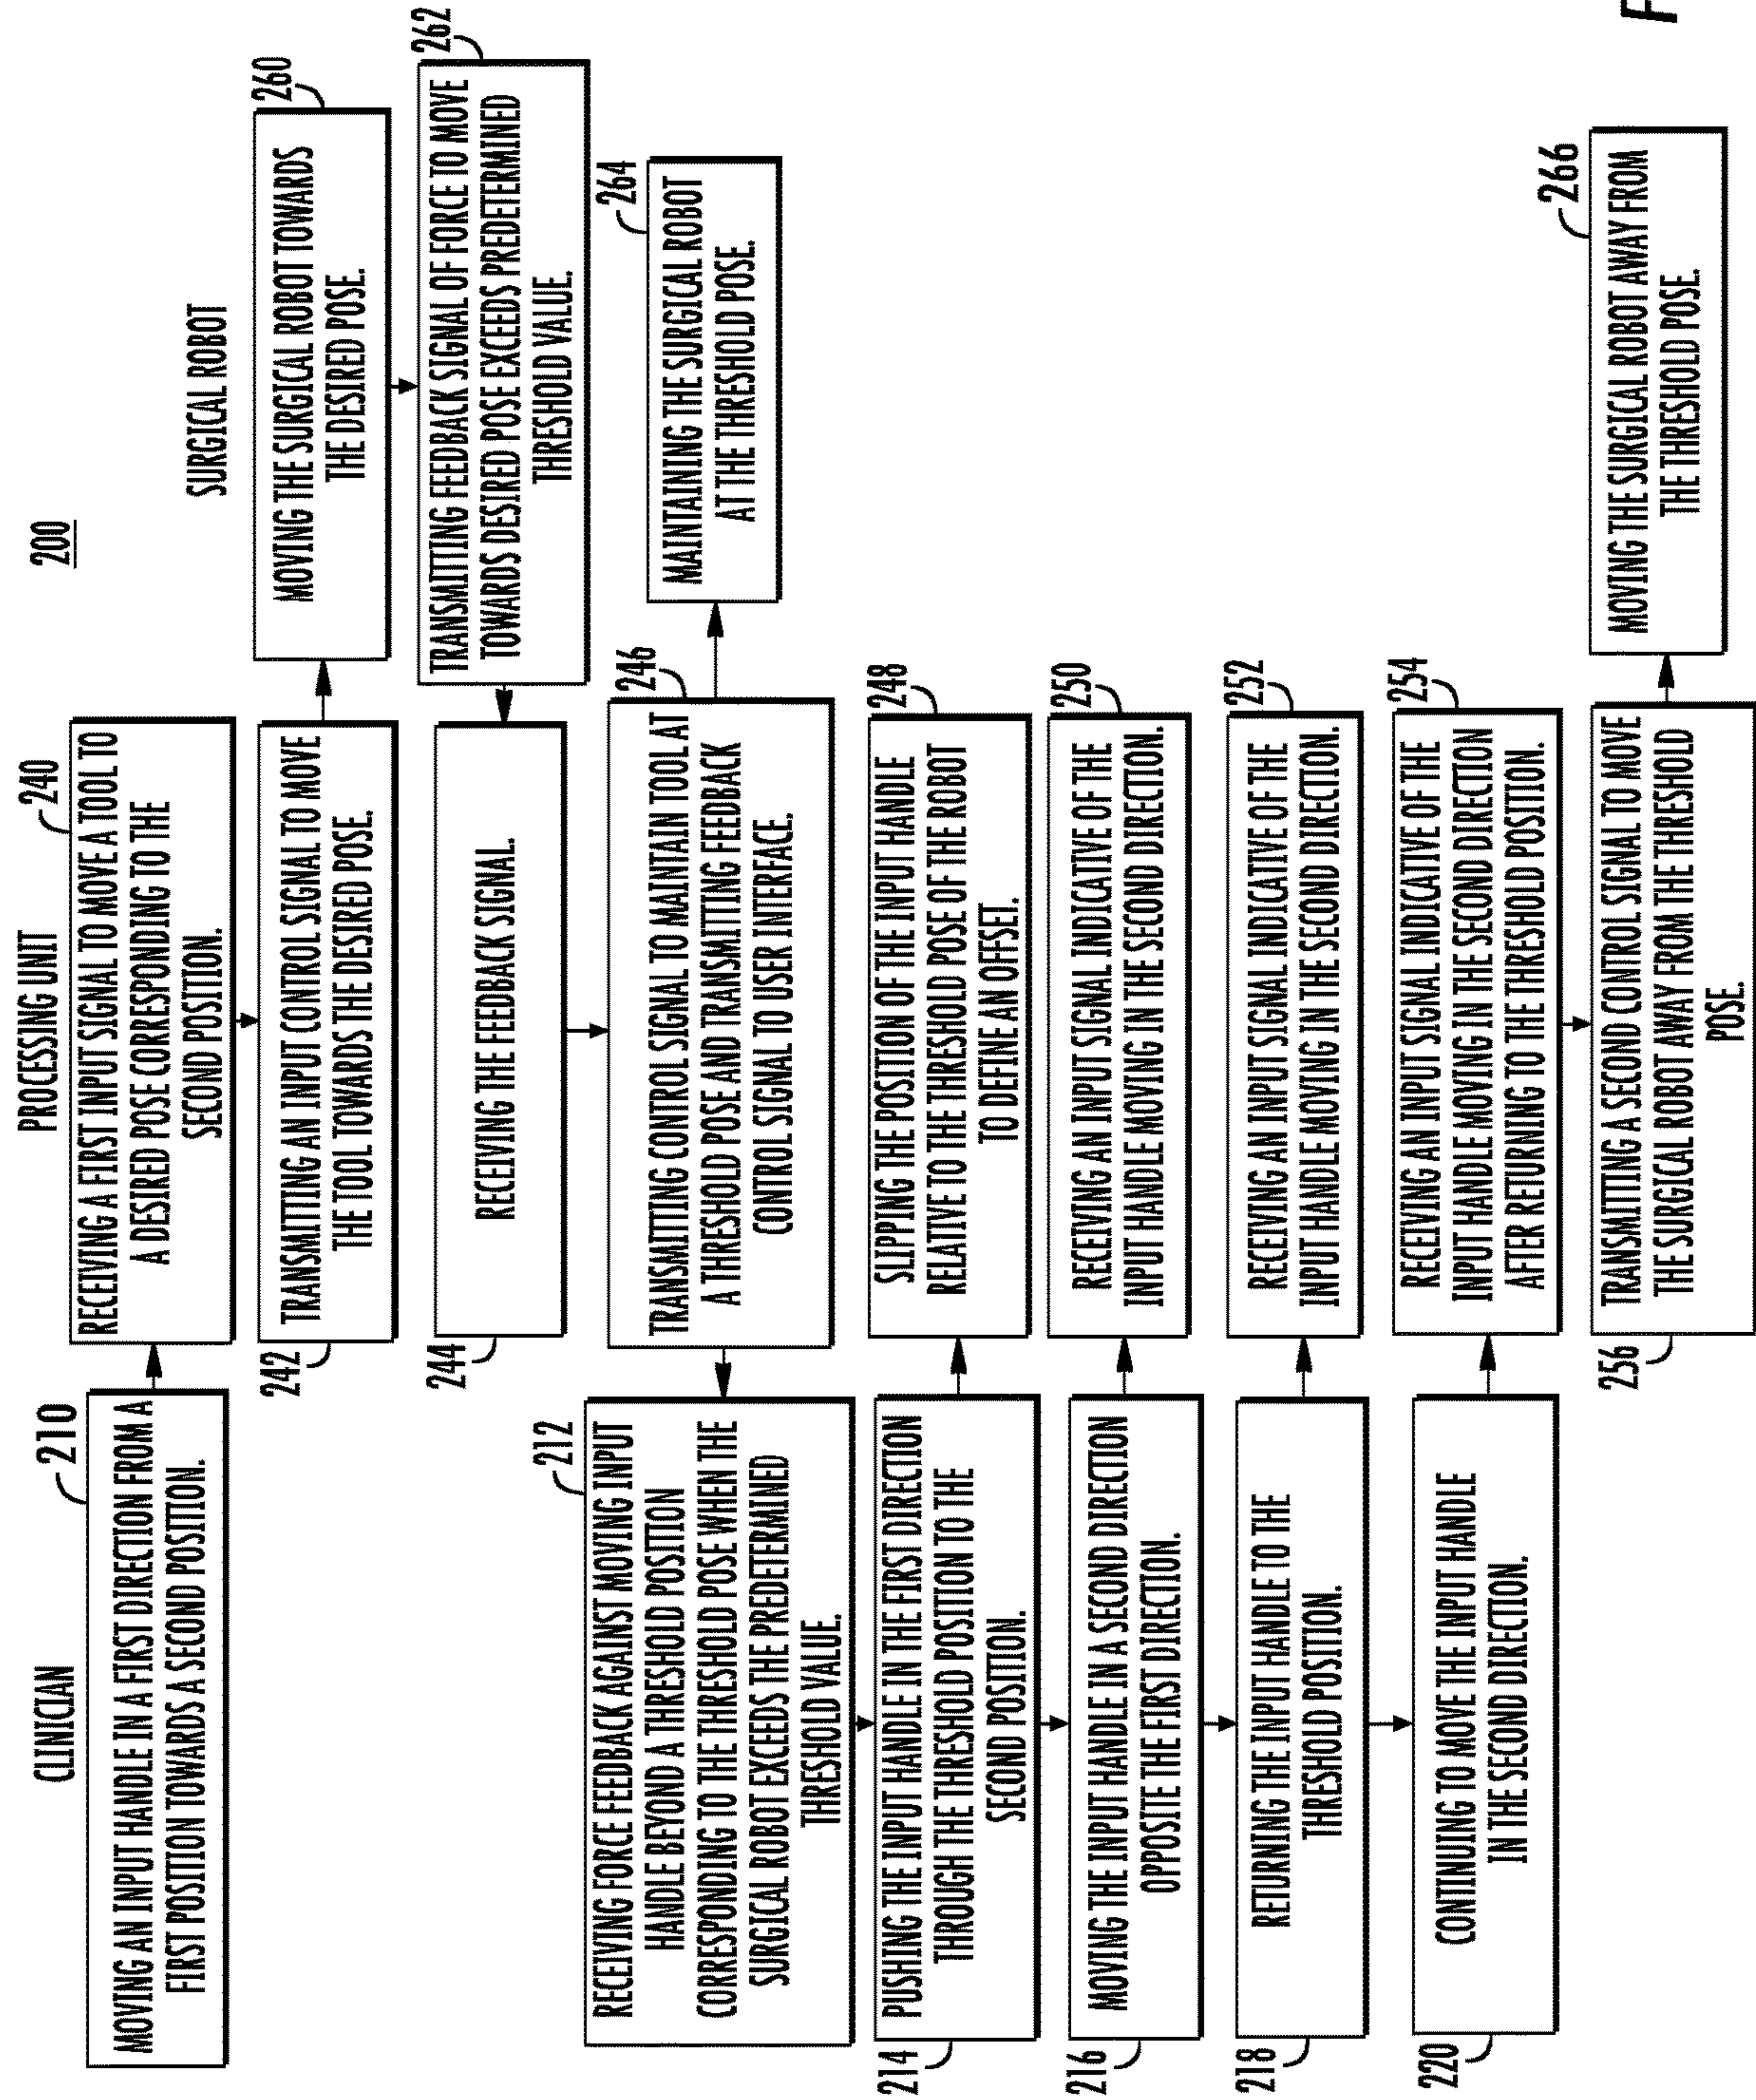 200
CLINICIAN
PROCESSING UNIT
SURGICAL ROBOT
210
MOVING AN INPUT HANDLE IN A FIRST DIRECTION FROM A
FIRST POSITION TOWARDS A SECOND POSITION.
240
RECEIVING A FIRST INPUT SIGNAL TO MOVE A TOOL TO
A DESIRED POSE CORRESPONDING TO THE
SECOND POSITION.
242
TRANSMITTING AN INPUT CONTROL SIGNAL TO MOVE
THE TOOL TOWARDS THE DESIRED POSE.
260
MOVING THE SURGICAL ROBOT TOWARDS
THE DESIRED POSE.
262
TRANSMITTING FEEDBACK SIGNAL OF FORCE TO MOVE
TOWARDS DESIRED POSE EXCEEDS PREDETERMINED
THRESHOLD VALUE.
244
RECEIVING THE FEEDBACK SIGNAL.
246
TRANSMITTING CONTROL SIGNAL TO MAINTAIN TOOL AT
A THRESHOLD POSE AND TRANSMITTING FEEDBACK
CONTROL SIGNAL TO USER INTERFACE.
264
MAINTAINING THE SURGICAL ROBOT
AT THE THRESHOLD POSE.
212
RECEIVING FORCE FEEDBACK AGAINST MOVING INPUT
HANDLE BEYOND A THRESHOLD POSITION
CORRESPONDING TO THE THRESHOLD POSE WHEN THE
SURGICAL ROBOT EXCEEDS THE PREDETERMINED
THRESHOLD VALUE.
214
PUSHING THE INPUT HANDLE IN THE FIRST DIRECTION
THROUGH THE THRESHOLD POSITION TO THE
SECOND POSITION.
248
SLIPPING THE POSITION OF THE INPUT HANDLE
RELATIVE TO THE THRESHOLD POSE OF THE ROBOT
TO DEFINE AN OFFSET.
216
MOVING THE INPUT HANDLE IN A SECOND DIRECTION
OPPOSITE THE FIRST DIRECTION.
250
RECEIVING AN INPUT SIGNAL INDICATIVE OF THE
INPUT HANDLE MOVING IN THE SECOND DIRECTION.
218
RETURNING THE INPUT HANDLE TO THE
THRESHOLD POSITION.
252
RECEIVING AN INPUT SIGNAL INDICATIVE OF THE
INPUT HANDLE MOVING IN THE SECOND DIRECTION.
220
CONTINUING TO MOVE THE INPUT HANDLE
IN THE SECOND DIRECTION.
254
RECEIVING AN INPUT SIGNAL INDICATIVE OF THE
INPUT HANDLE MOVING IN THE SECOND DIRECTION
AFTER RETURNING TO THE THRESHOLD POSITION.
256
TRANSMITTING A SECOND CONTROL SIGNAL TO MOVE
THE SURGICAL ROBOT AWAY FROM THE THRESHOLD
POSE.
266
MOVING THE SURGICAL ROBOT AWAY FROM
THE THRESHOLD POSE.